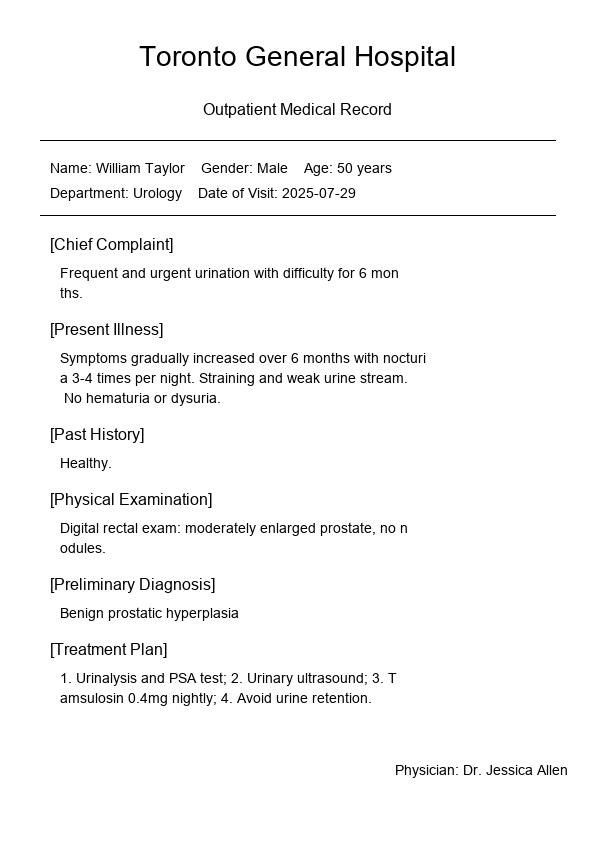 Toronto General Hospital
Outpatient Medical Record
Name: William Taylor    Gender: Male    Age: 50 years
Department: Urology    Date of Visit: 2025-07-29
[Chief Complaint]
Frequent and urgent urination with difficulty for 6 mon
ths.
[Present Illness]
Symptoms gradually increased over 6 months with nocturi
a 3-4 times per night. Straining and weak urine stream.
No hematuria or dysuria.
[Past History]
Healthy.
[Physical Examination]
Digital rectal exam: moderately enlarged prostate, no n
odules.
[Preliminary Diagnosis]
Benign prostatic hyperplasia
[Treatment Plan]
1. Urinalysis and PSA test; 2. Urinary ultrasound; 3. T
amsulosin 0.4mg nightly; 4. Avoid urine retention.
Physician: Dr. Jessica Allen